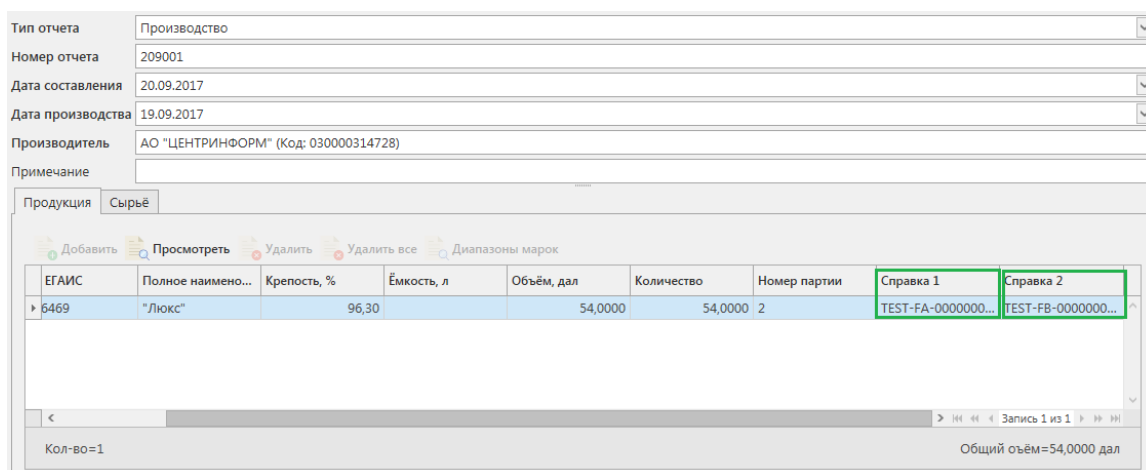 Тип отчета Производство
Номер отчета 209001
Дата составления 20.09.2017
Дата производства 19.09.2017
Производитель АО "ЦЕНТРИНФОРМ" (Код: 030000314728)
Примечание
Продукция Сырьё
Добавить Просмотреть Удалить Удалить все Диапазоны марок
ЕГАИС Полное наимено... Крепость, % Ёмкость, л Объём, дал Количество Номер партии Справка 1 Справка 2
6469 "Люкс" 96,30 54,0000 54,0000 2 TEST-FA-0000000... TEST-FB-0000000...
Запись 1 из 1
Кол-во=1 Общий оъём=54,0000 дал